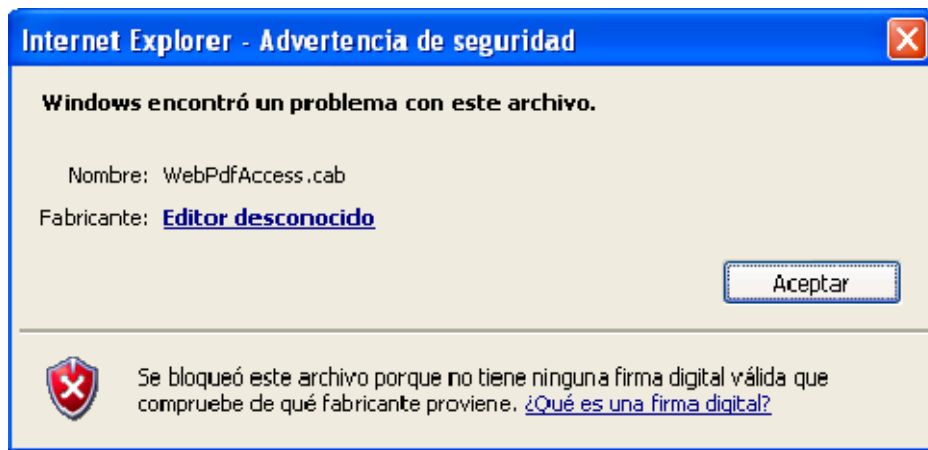 Internet Explorer - Advertencia de seguridad
Windows encontró un problema con este archivo.
Nombre: WebPdfAccess.cab
Fabricante: Editor desconocido
Aceptar
Se bloqueó este archivo porque no tiene ninguna firma digital válida que
compruebe de qué fabricante proviene. ¿Qué es una firma digital?